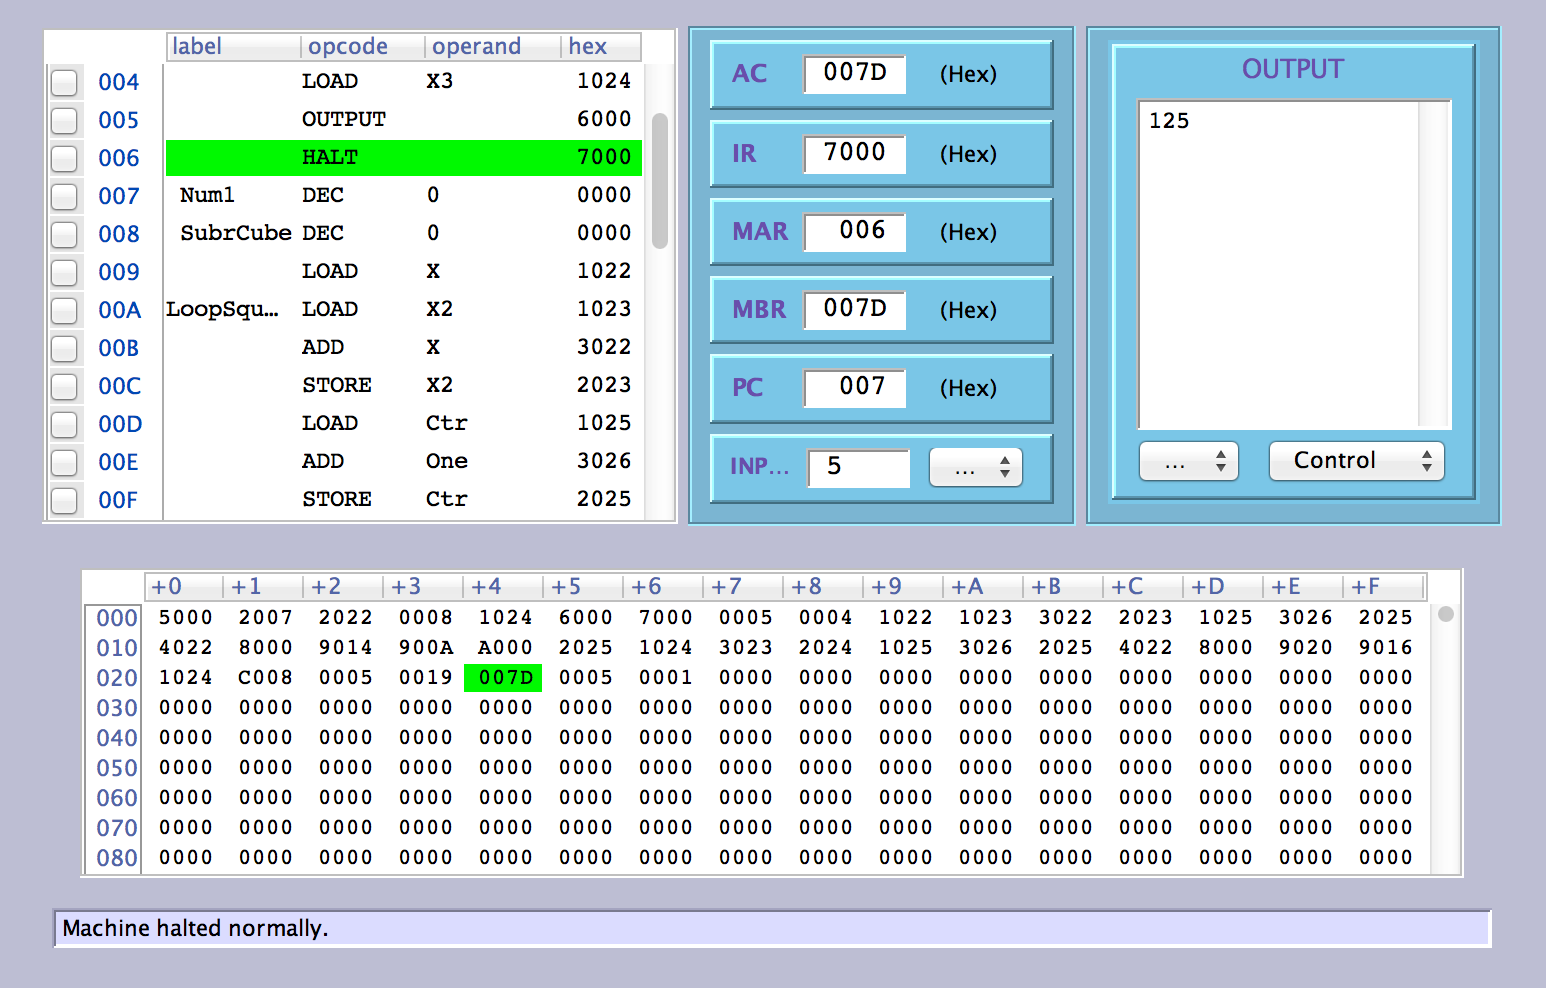 label opcode operand hex
004 LOAD X3 1024
005 OUTPUT 6000
006 HALT 7000
007 Num1 DEC 0 0000
008 SubrCube DEC 0 0000
009 LOAD X 1022
00A LoopSqu... LOAD X2 1023
00B ADD X 3022
00C STORE X2 2023
00D LOAD Ctr 1025
00E ADD One 3026
00F STORE Ctr 2025
AC 007D (Hex)
IR 7000 (Hex)
MAR 006 (Hex)
MBR 007D (Hex)
PC 007 (Hex)
INP... 5 ...
OUTPUT
125
... Control
+0 +1 +2 +3 +4 +5 +6 +7 +8 +9 +A +B +C +D +E +F
000 5000 2007 2022 0008 1024 6000 7000 0005 0004 1022 1023 3022 2023 1025 3026 2025
010 4022 8000 9014 900A A000 2025 1024 3023 2024 1025 3026 2025 4022 8000 9020 9016
020 1024 C008 0005 0019 007D 0005 0001 0000 0000 0000 0000 0000 0000 0000 0000 0000
030 0000 0000 0000 0000 0000 0000 0000 0000 0000 0000 0000 0000 0000 0000 0000 0000
040 0000 0000 0000 0000 0000 0000 0000 0000 0000 0000 0000 0000 0000 0000 0000 0000
050 0000 0000 0000 0000 0000 0000 0000 0000 0000 0000 0000 0000 0000 0000 0000 0000
060 0000 0000 0000 0000 0000 0000 0000 0000 0000 0000 0000 0000 0000 0000 0000 0000
070 0000 0000 0000 0000 0000 0000 0000 0000 0000 0000 0000 0000 0000 0000 0000 0000
080 0000 0000 0000 0000 0000 0000 0000 0000 0000 0000 0000 0000 0000 0000 0000 0000
Machine halted normally.